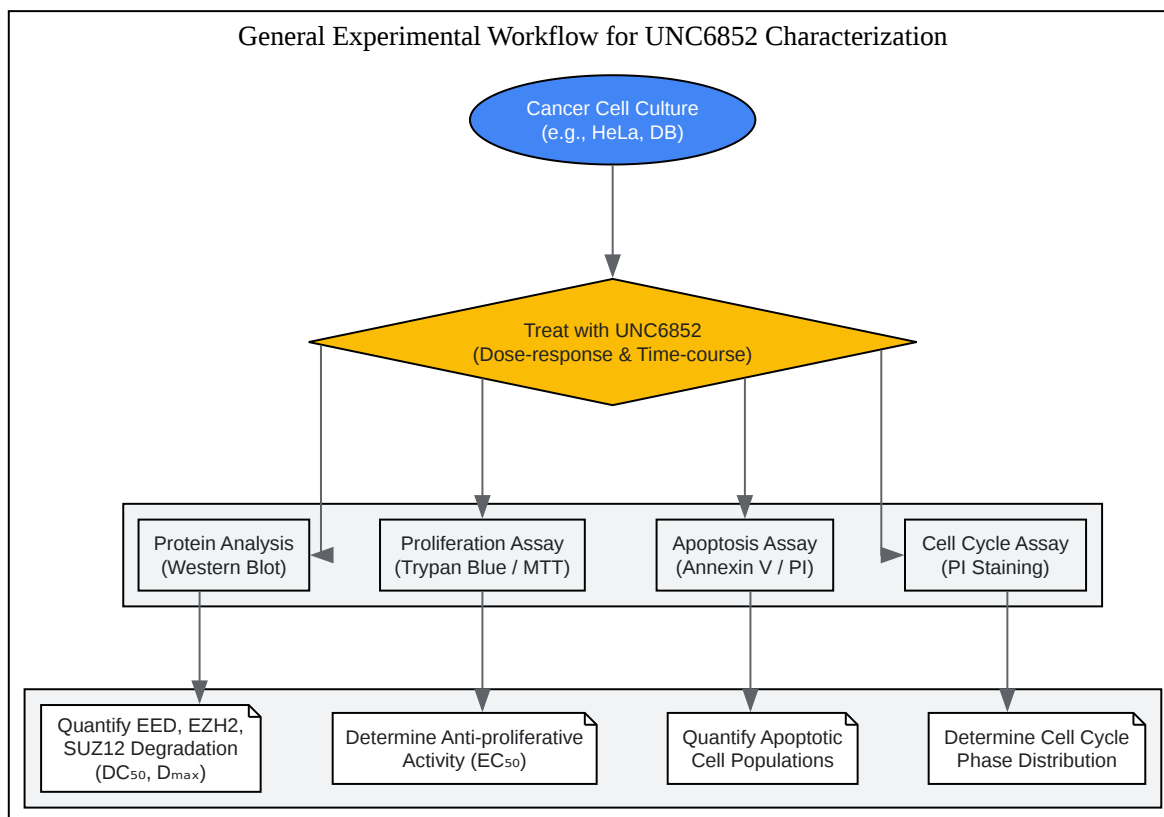 General Experimental Workflow for UNC6852 Characterization
Cancer Cell Culture
(e.g., HeLa, DB)
Treat with UNC6852
(Dose-response & Time-course)
Protein Analysis
(Western Blot)
Proliferation Assay
(Trypan Blue / MTT)
Apoptosis Assay
(Annexin V / PI)
Cell Cycle Assay
(PI Staining)
Quantify EED, EZH2,
SUZ12 Degradation
(DC₅₀, Dₘₐₓ)
Determine Anti-proliferative
Activity (EC₅₀)
Quantify Apoptotic
Cell Populations
Determine Cell Cycle
Phase Distribution